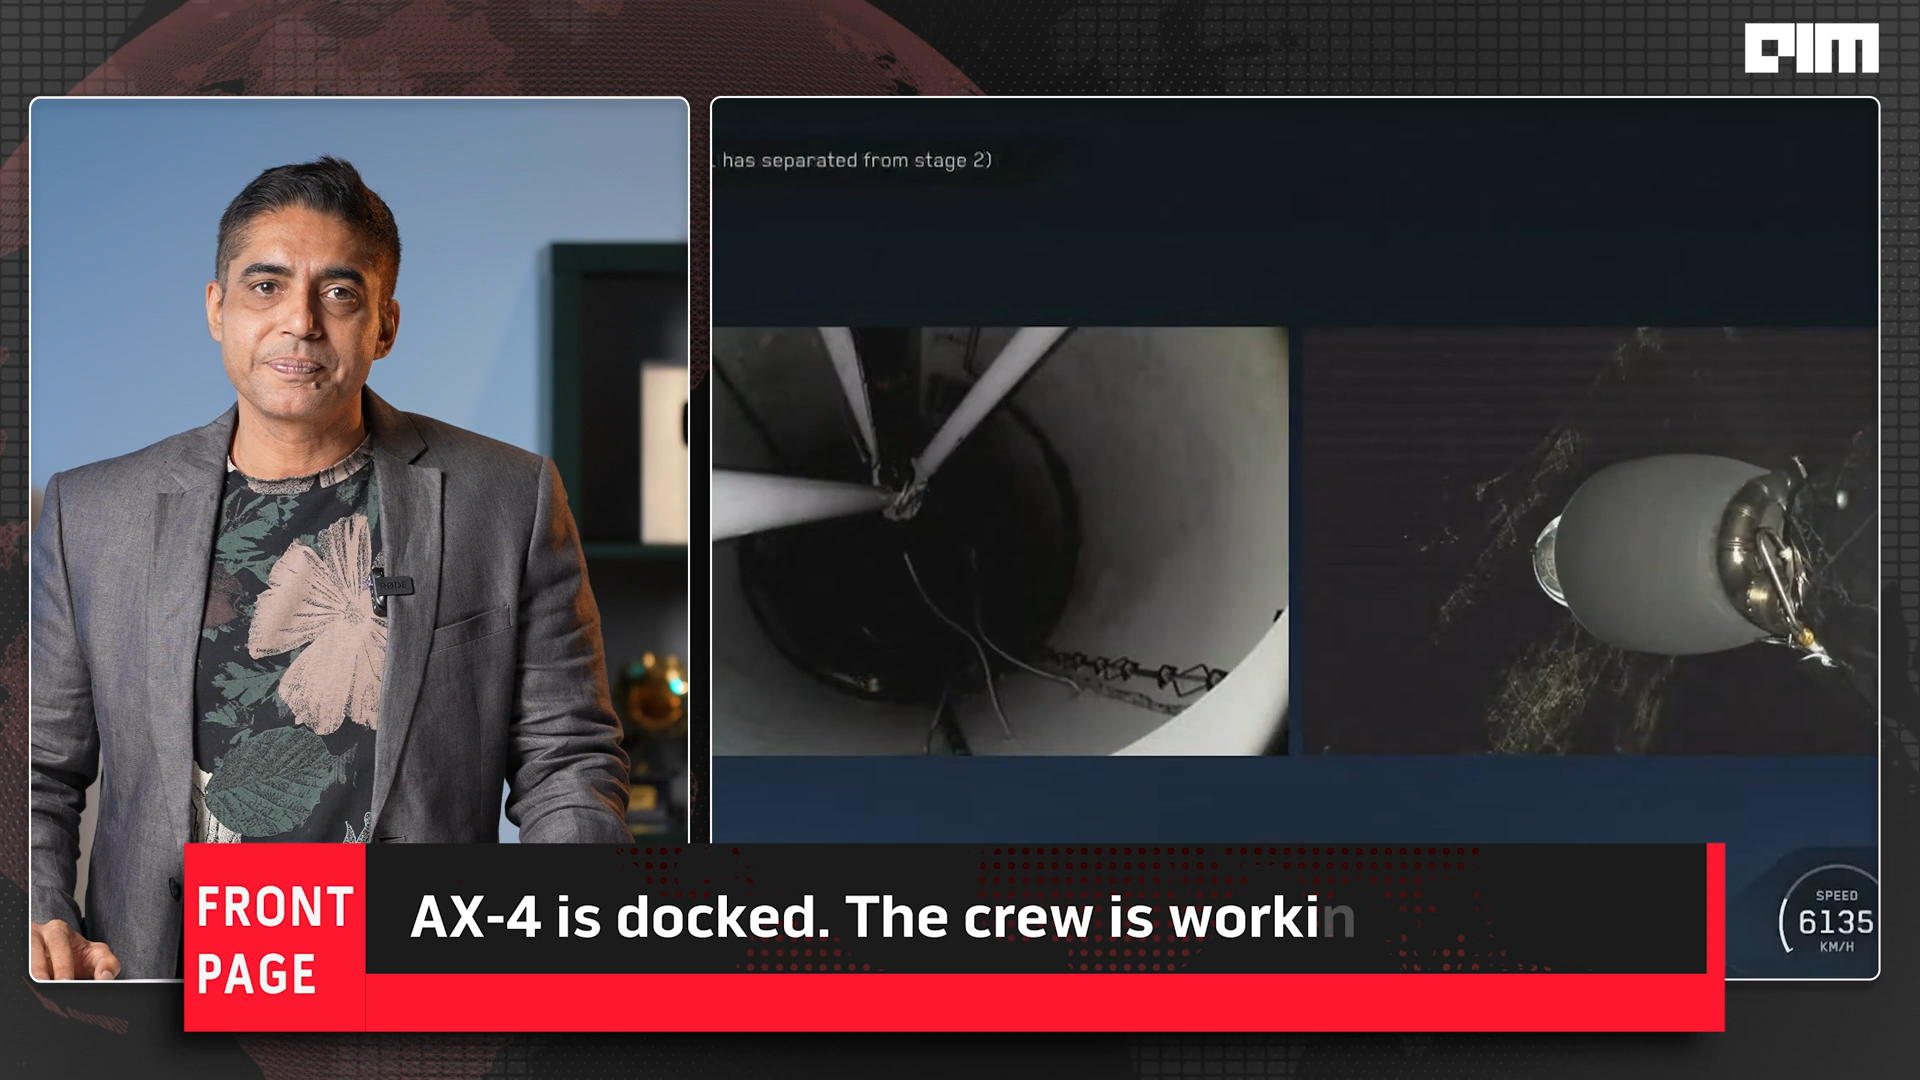 AIM
has separated from stage 2)
RØDE
SPEED
6135
KM/H
FRONT
PAGE
AX-4 is docked. The crew is workin